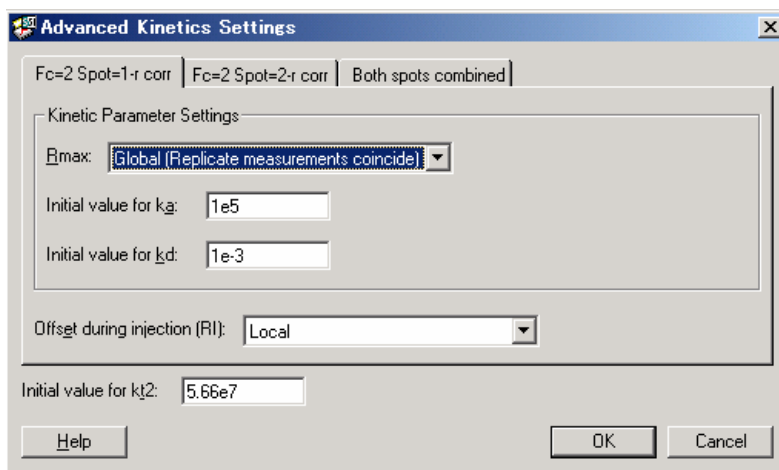 Advanced Kinetics Settings
Fc=2 Spot=1-r corr Fc=2 Spot=2-r corr Both spots combined
Kinetic Parameter Settings
Rmax: Global (Replicate measurements coincide)
Initial value for ka: 1e5
Initial value for kd: 1e-3
Offset during injection (RI): Local
Initial value for kt2: 5.66e7
Help OK Cancel